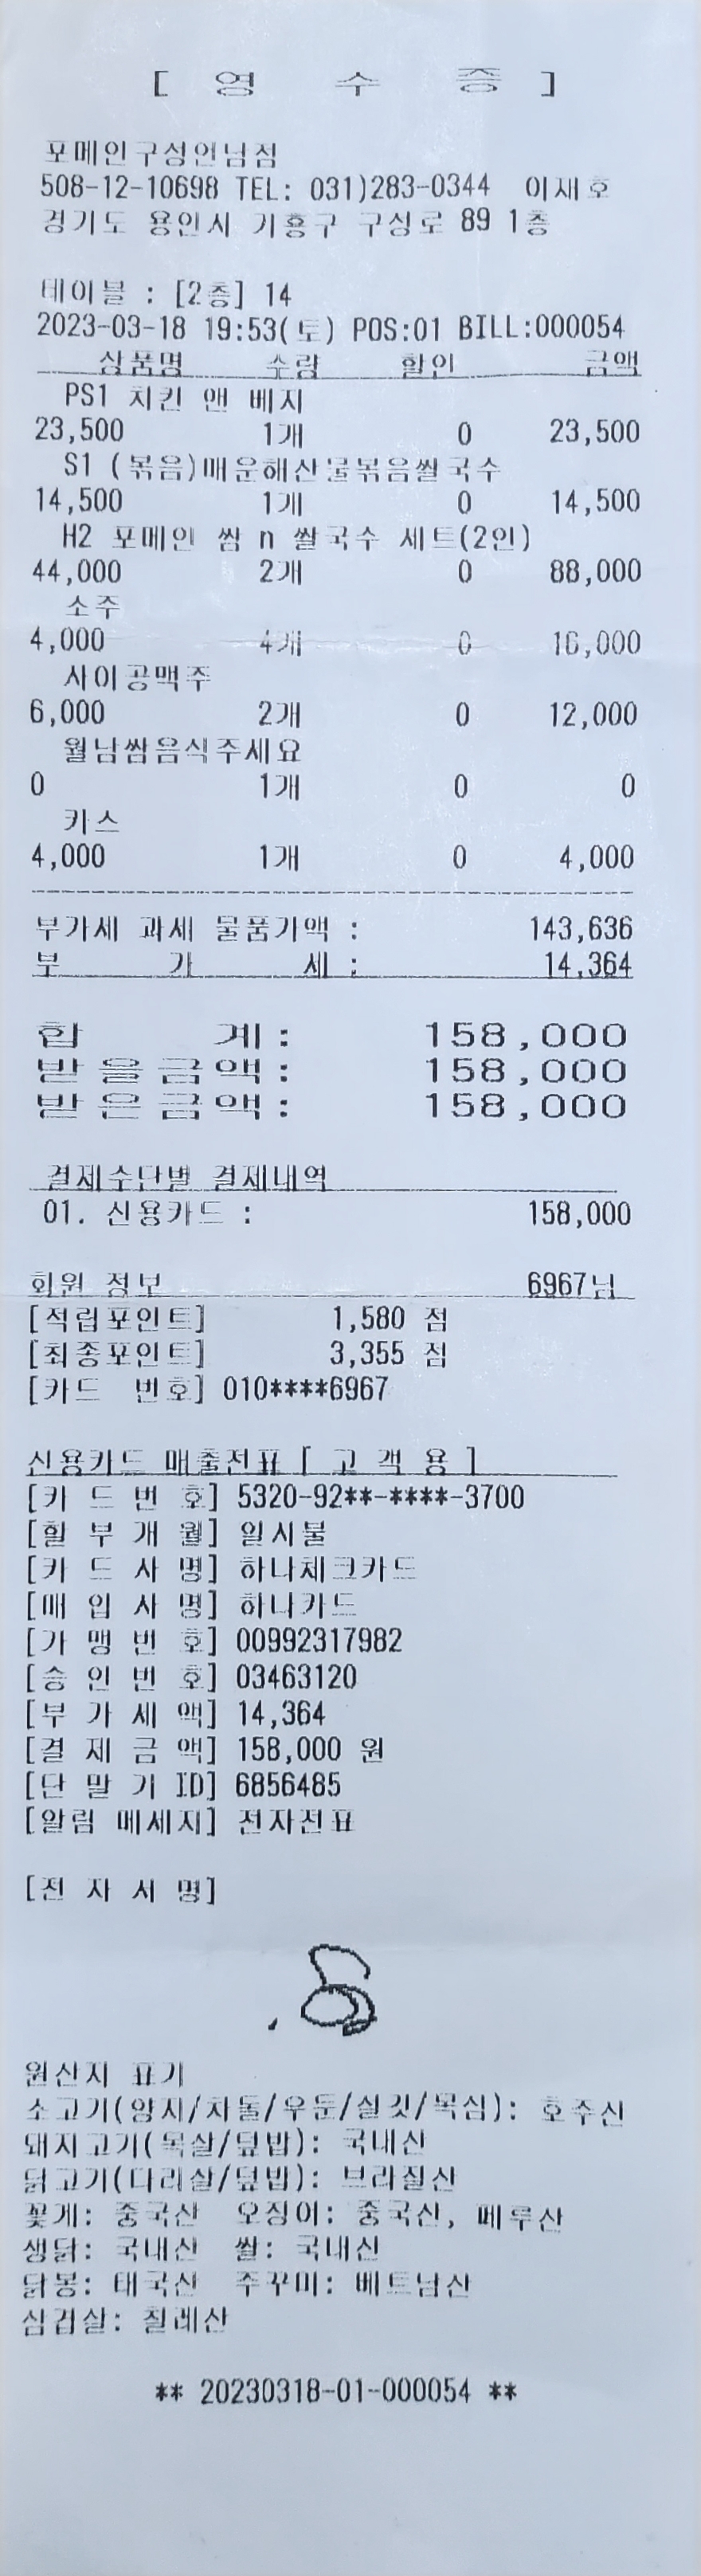 [ 영 수 증 ]
포메인구성언남점
508-12-10698 TEL: 031)283-0344 이재호
경기도 용인시 기흥구 구성로 89 1층
테이블 : [2층] 14
2023-03-18 19:53(토) POS:01 BILL:000054
상품명 수량 할인 금액
PS1 치킨 앤 베지
23,500 1개 0 23,500
S1 (볶음)매운해산물볶음쌀국수
14,500 1개 0 14,500
H2 포메인 쌈 n 쌀국수 세트(2인)
44,000 2개 0 88,000
소주
4,000 4개 0 16,000
사이공맥주
6,000 2개 0 12,000
월남쌈음식주세요
0 1개 0 0
카스
4,000 1개 0 4,000
부가세 과세 물품가액 : 143,636
부 가 세 : 14,364
합 계: 158,000
받을금액: 158,000
받은금액: 158,000
결제수단별 결제내역
01. 신용카드 : 158,000
회원 정보 6967님
[적립포인트] 1,580 점
[최종포인트] 3,355 점
[카드 번호] 010****6967
신용카드 매출전표 [ 고 객 용 ]
[카 드 번 호] 5320-92**-****-3700
[할 부 개 월] 일시불
[카 드 사 명] 하나체크카드
[매 입 사 명] 하나카드
[가 맹 번 호] 00992317982
[승 인 번 호] 03463120
[부 가 세 액] 14,364
[결 제 금 액] 158,000 원
[단 말 기 ID] 6856485
[알림 메세지] 전자전표
[전 자 서 명]
원산지 표기
소고기(양지/차돌/우둔/실깃/목심): 호주산
돼지고기(목살/덮밥): 국내산
닭고기(다리살/덮밥): 브라질산
꽃게: 중국산 오징어: 중국산, 페루산
생닭: 국내산 쌀: 국내산
닭봉: 태국산 주꾸미: 베트남산
삼겹살: 칠레산
** 20230318-01-000054 **